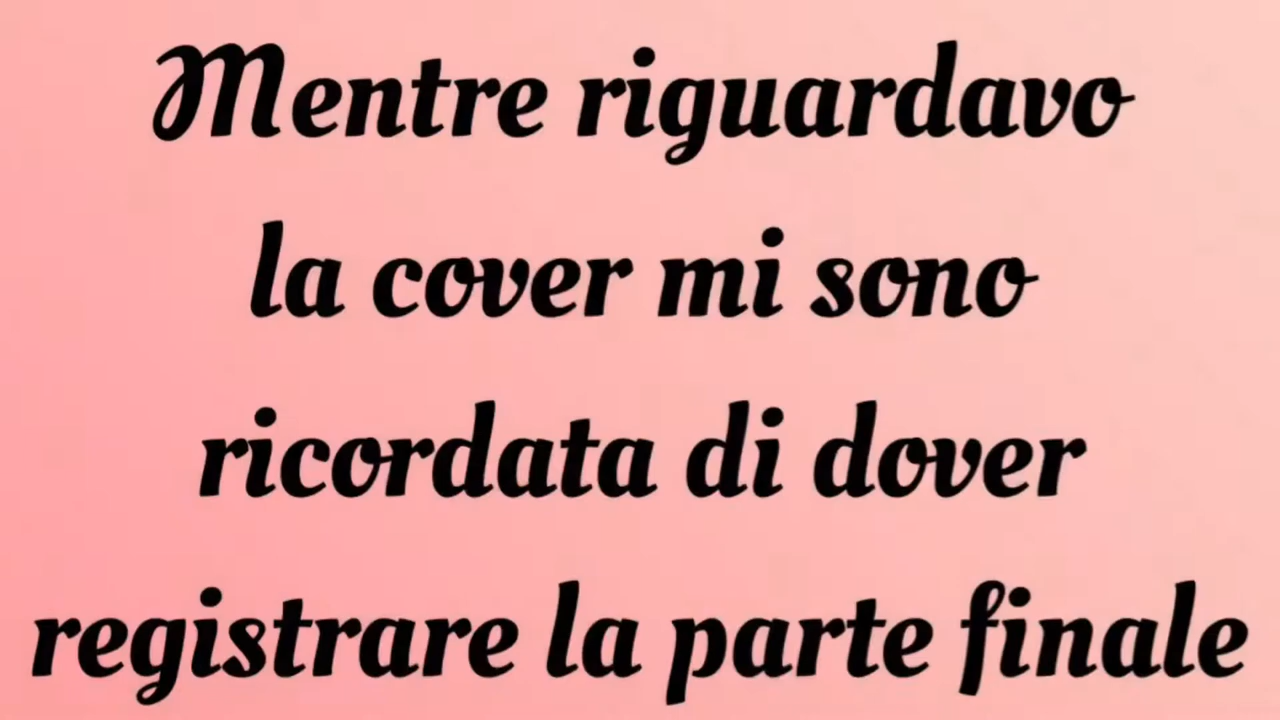 Mentre riguardavo
la cover mi sono
ricordata di dover
registrare la parte finale